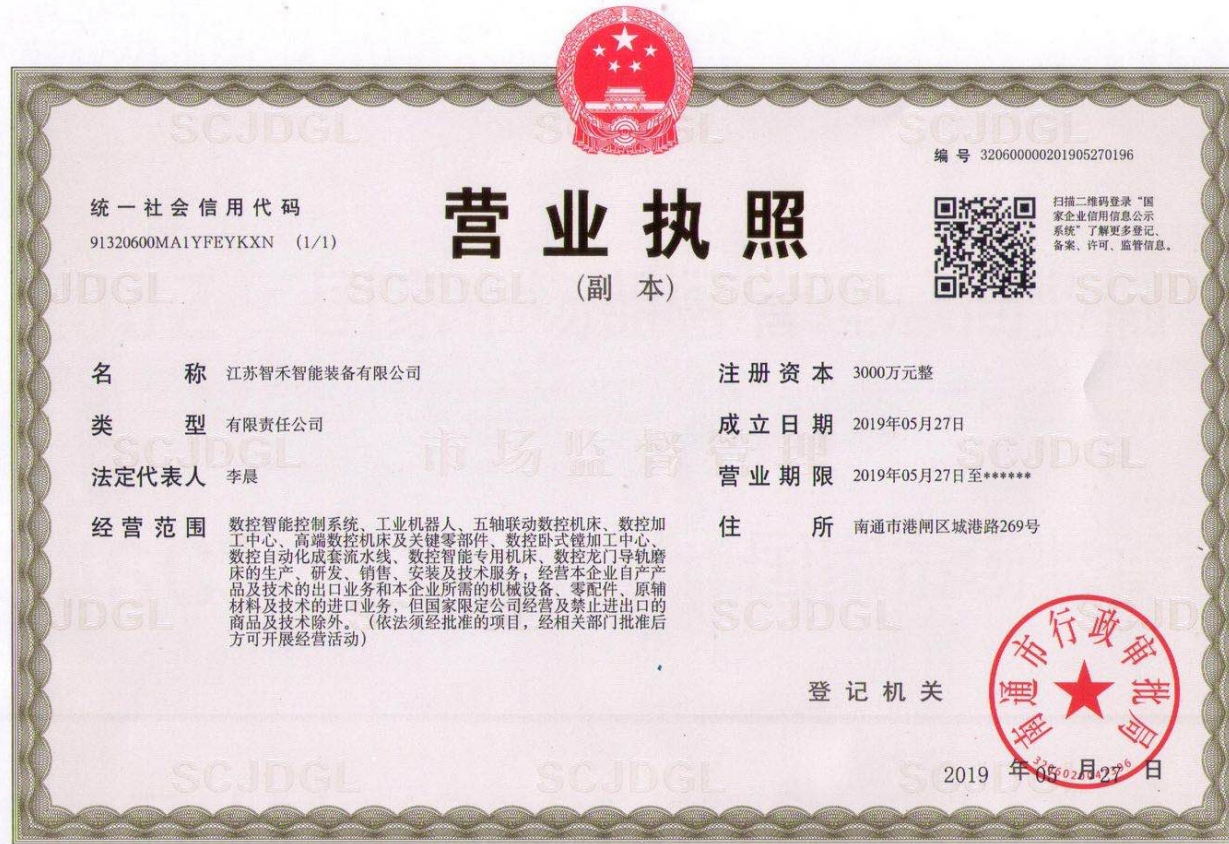 编 号 320600000201905270196
统一社会信用代码
91320600MA1YFEYKXN (1/1)
营业执照
(副 本)
扫描二维码登录“国
家企业信用信息公示
系统”了解更多登记、
备案、许可、监管信息。
名 称 江苏智禾智能装备有限公司
类 型 有限责任公司
法定代表人 李晨
经营范围 数控智能控制系统、工业机器人、五轴联动数控机床、数控加
工中心、高端数控机床及关键零部件、数控卧式镗加工中心、
数控自动化成套流水线、数控智能专用机床、数控龙门导轨磨
床的生产、研发、销售、安装及技术服务；经营本企业自产产
品及技术的出口业务和本企业所需的机械设备、零配件、原辅
材料及技术的进口业务，但国家限定公司经营及禁止进出口的
商品及技术除外。（依法须经批准的项目，经相关部门批准后
方可开展经营活动）
注册资本 3000万元整
成立日期 2019年05月27日
营业期限 2019年05月27日至******
住 所 南通市港闸区城港路269号
登记机关
南通市行政审批局
2019 年 05 月 27 日
SCJDGL
市场监督管理